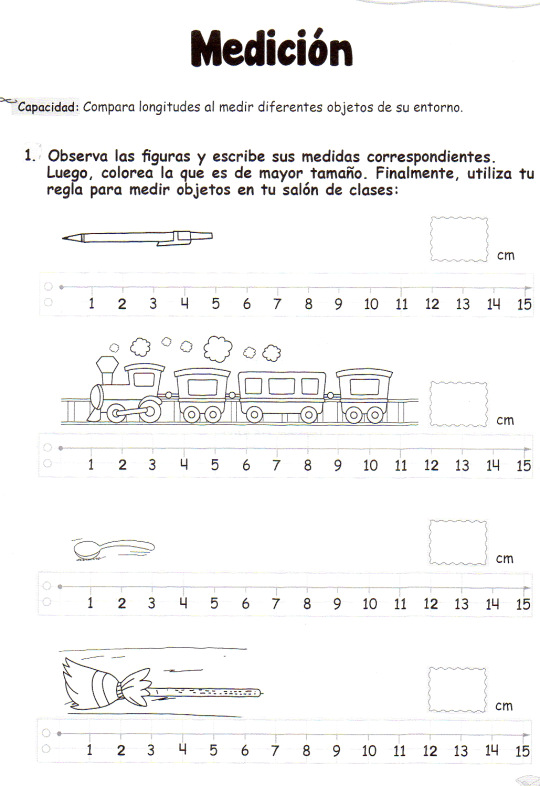 Medición
Capacidad: Compara longitudes al medir diferentes objetos de su entorno.
1. Observa las figuras y escribe sus medidas correspondientes.
Luego, colorea la que es de mayor tamaño. Finalmente, utiliza tu
regla para medir objetos en tu salón de clases:
cm
1 2 3 4 5 6 7 8 9 10 11 12 13 14 15
cm
1 2 3 4 5 6 7 8 9 10 11 12 13 14 15
cm
1 2 3 4 5 6 7 8 9 10 11 12 13 14 15
cm
1 2 3 4 5 6 7 8 9 10 11 12 13 14 15